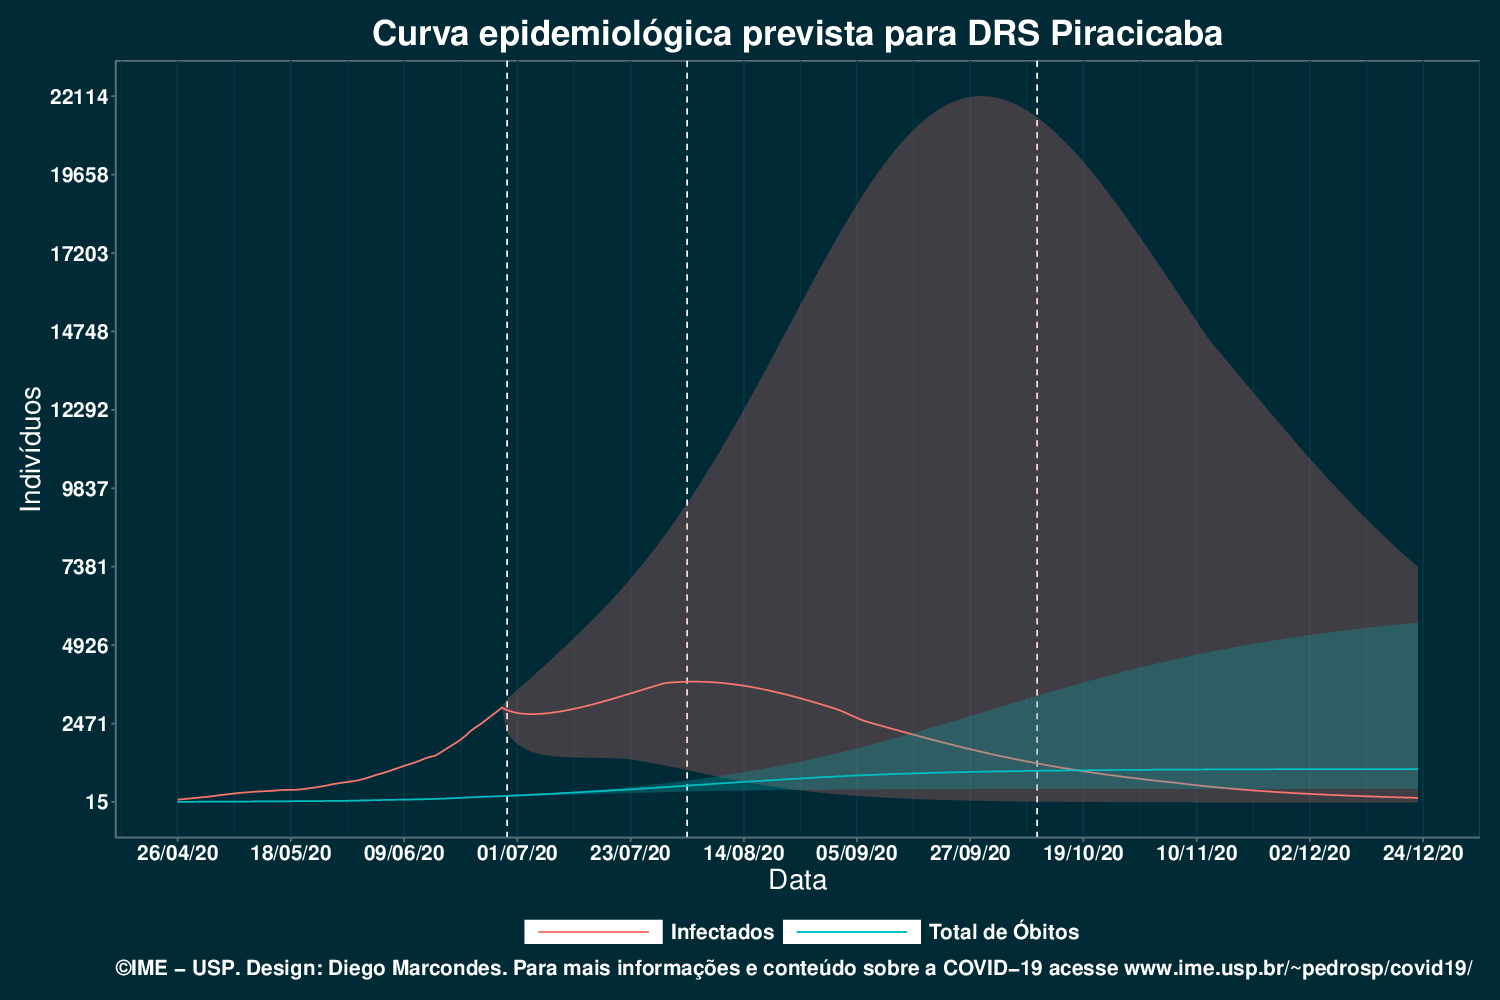 Curva epidemiológica prevista para DRS Piracicaba
22114
19658
17203
14748
12292
9837
7381
4926
2471
15
Indivíduos
26/04/20 18/05/20 09/06/20 01/07/20 23/07/20 14/08/20 05/09/20 27/09/20 19/10/20 10/11/20 02/12/20 24/12/20
Data
Infectados Total de Óbitos
©IME − USP. Design: Diego Marcondes. Para mais informações e conteúdo sobre a COVID−19 acesse www.ime.usp.br/~pedrosp/covid19/